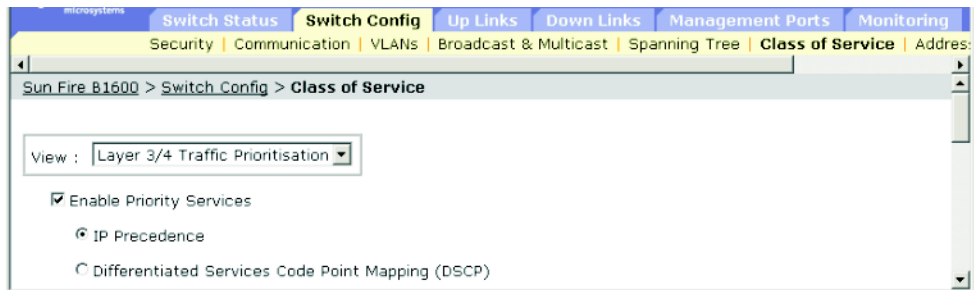 microsystems
Switch Status Switch Config Up Links Down Links Management Ports Monitoring
Security | Communication | VLANs | Broadcast & Multicast | Spanning Tree | Class of Service | Addres
Sun Fire B1600 > Switch Config > Class of Service
View : Layer 3/4 Traffic Prioritisation
Enable Priority Services
IP Precedence
Differentiated Services Code Point Mapping (DSCP)